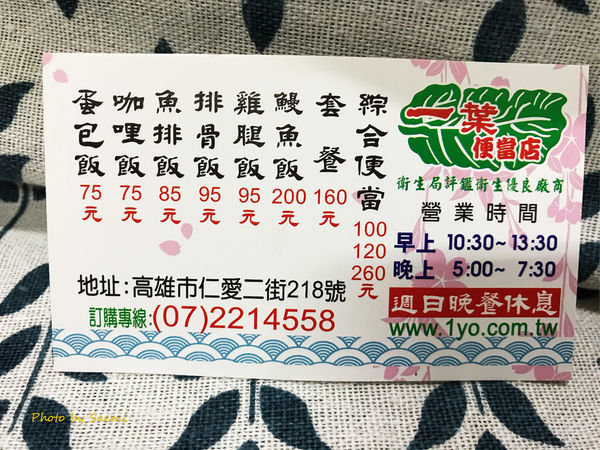 綜合便當 100 120 260元
套餐 160元
鰻魚飯 200元
雞腿飯 95元
排骨飯 95元
魚排飯 85元
咖哩飯 75元
蛋包飯 75元
一葉
便當店
衛生局評鑑衛生優良廠商
營業時間
早上 10:30~13:30
晚上 5:00~ 7:30
週日晚餐休息
www.1yo.com.tw
地址:高雄市仁愛二街218號
訂購專線:(07)2214558